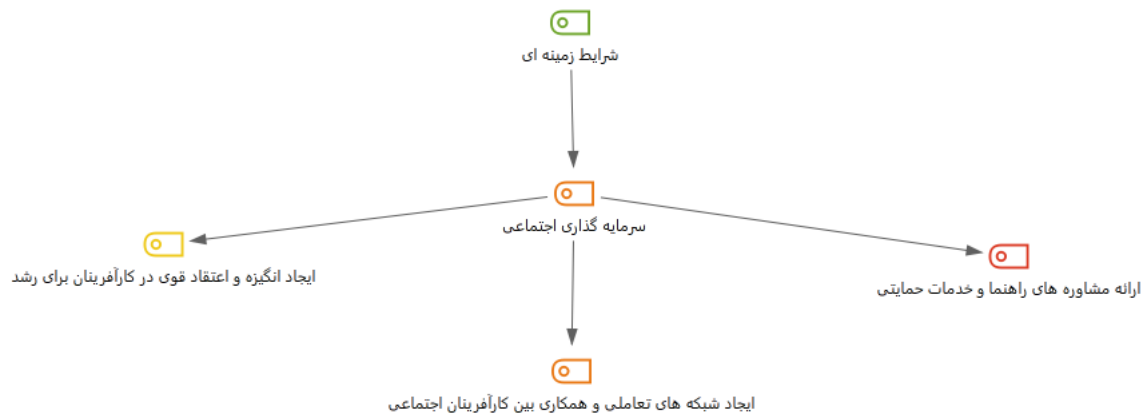 شرایط زمینه ای
سرمایه گذاری اجتماعی
ایجاد انگیزه و اعتقاد قوی در کارآفرینان برای رشد
ارائه مشاوره های راهنما و خدمات حمایتی
ایجاد شبکه های تعاملی و همکاری بین کارآفرینان اجتماعی